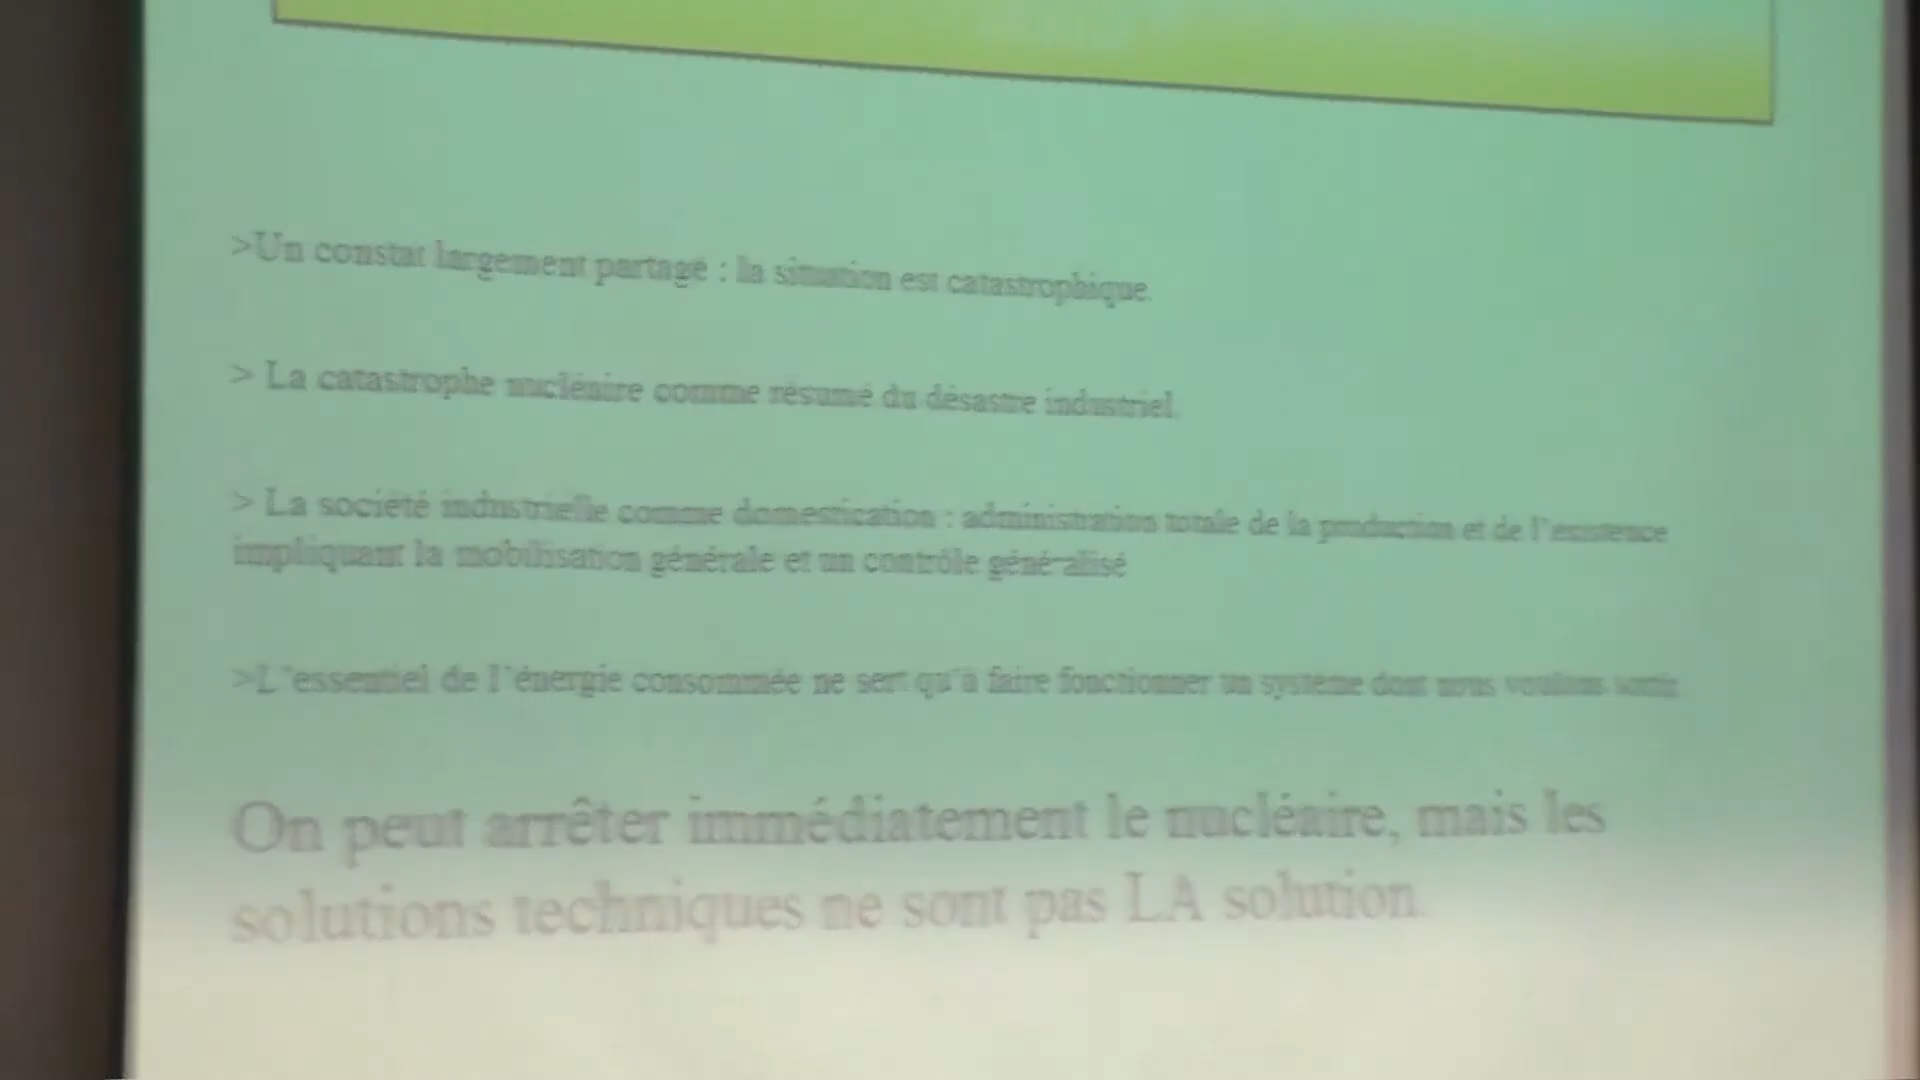 >Un constat largement partagé : la situation est catastrophique.
> La catastrophe nucléaire comme résumé du désastre industriel.
> La société industrielle comme domestication : administration totale de la production et de l'existence
impliquant la mobilisation générale et un contrôle généralisé
>L'essentiel de l'énergie consommée ne sert qu'à faire fonctionner un système dont nous voulons sortir
On peut arrêter immédiatement le nucléaire, mais les
solutions techniques ne sont pas LA solution.